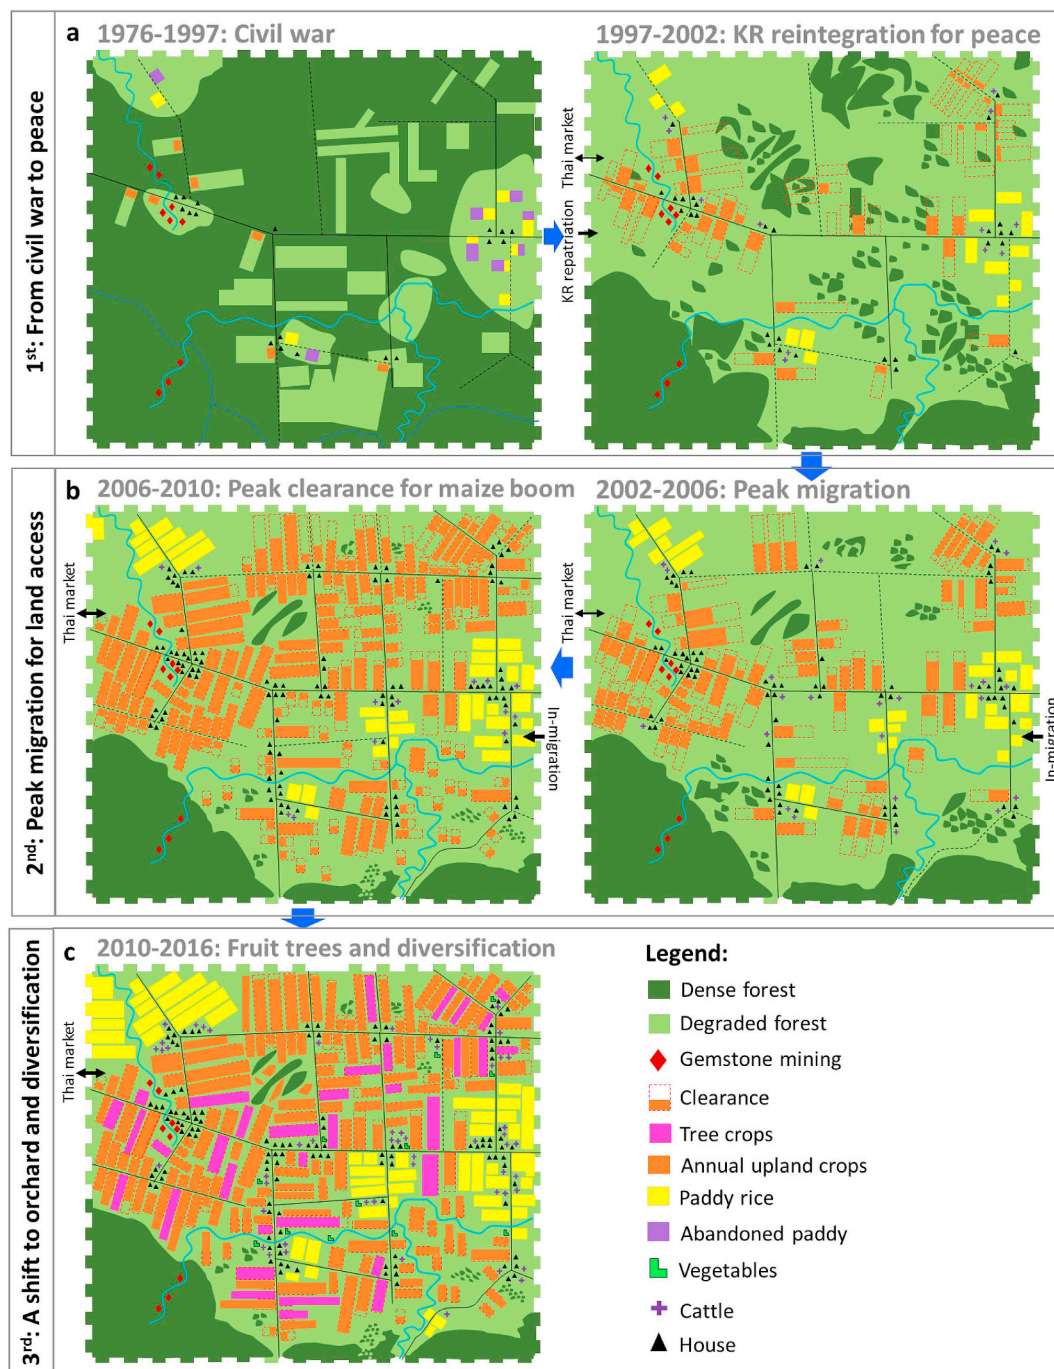 1st: From civil war to peace
a
1976-1997: Civil war
1997-2002: KR reintegration for peace
Thai market
KR repatriation
2nd: Peak migration for land access
b
2006-2010: Peak clearance for maize boom
2002-2006: Peak migration
Thai market
In-migration
Thai market
In-migration
3rd: A shift to orchard and diversification
c
2010-2016: Fruit trees and diversification
Thai market
Legend:
Dense forest
Degraded forest
Gemstone mining
Clearance
Tree crops
Annual upland crops
Paddy rice
Abandoned paddy
Vegetables
Cattle
House